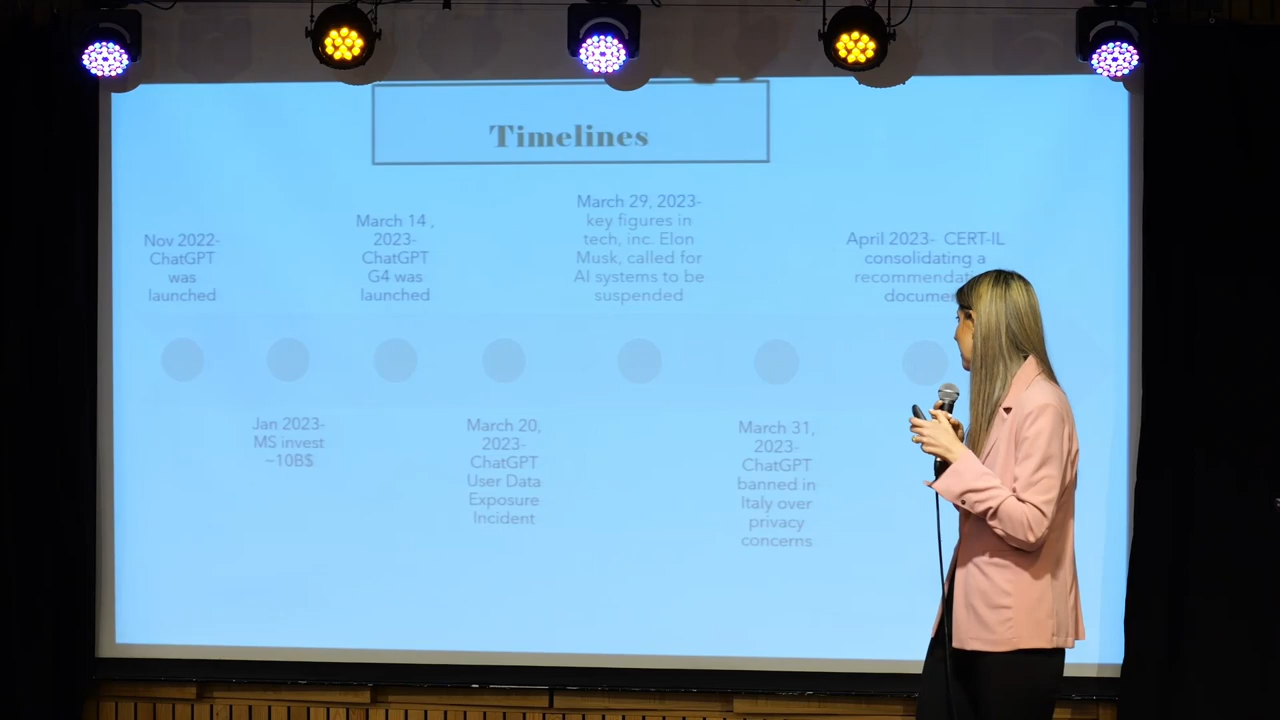 Timelines
Nov 2022-
ChatGPT
was
launched
Jan 2023-
MS invest
~10B$
March 14 ,
2023-
ChatGPT
G4 was
launched
March 20,
2023-
ChatGPT
User Data
Exposure
Incident
March 29, 2023-
key figures in
tech, inc. Elon
Musk, called for
AI systems to be
suspended
March 31,
2023-
ChatGPT
banned in
Italy over
privacy
concerns
April 2023- CERT-IL
consolidating a